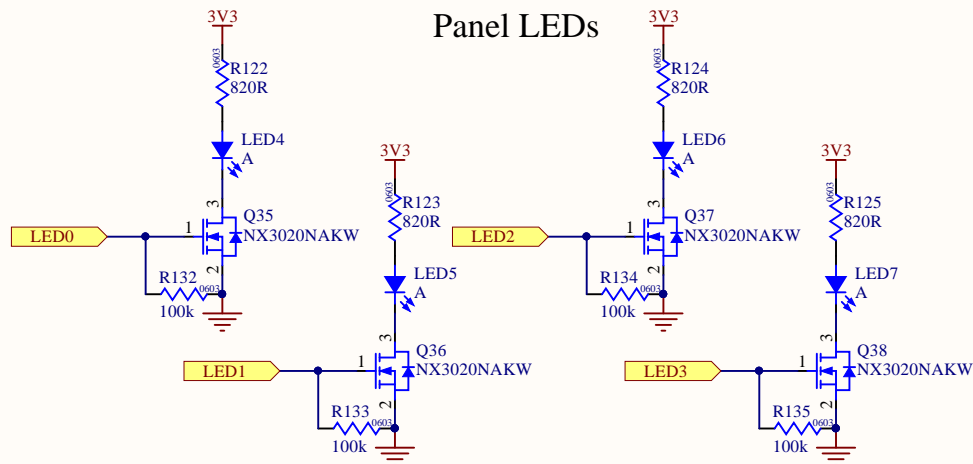 Panel LEDs
3V3
0603
R122
820R
LED4
A
3
Q35
1
NX3020NAKW
LED0
2
R132
0603
100k
3V3
0603
R123
820R
LED5
A
3
Q36
1
NX3020NAKW
LED1
2
R133
0603
100k
3V3
0603
R124
820R
LED6
A
3
Q37
1
NX3020NAKW
LED2
2
R134
0603
100k
3V3
0603
R125
820R
LED7
A
3
Q38
1
NX3020NAKW
LED3
2
R135
0603
100k